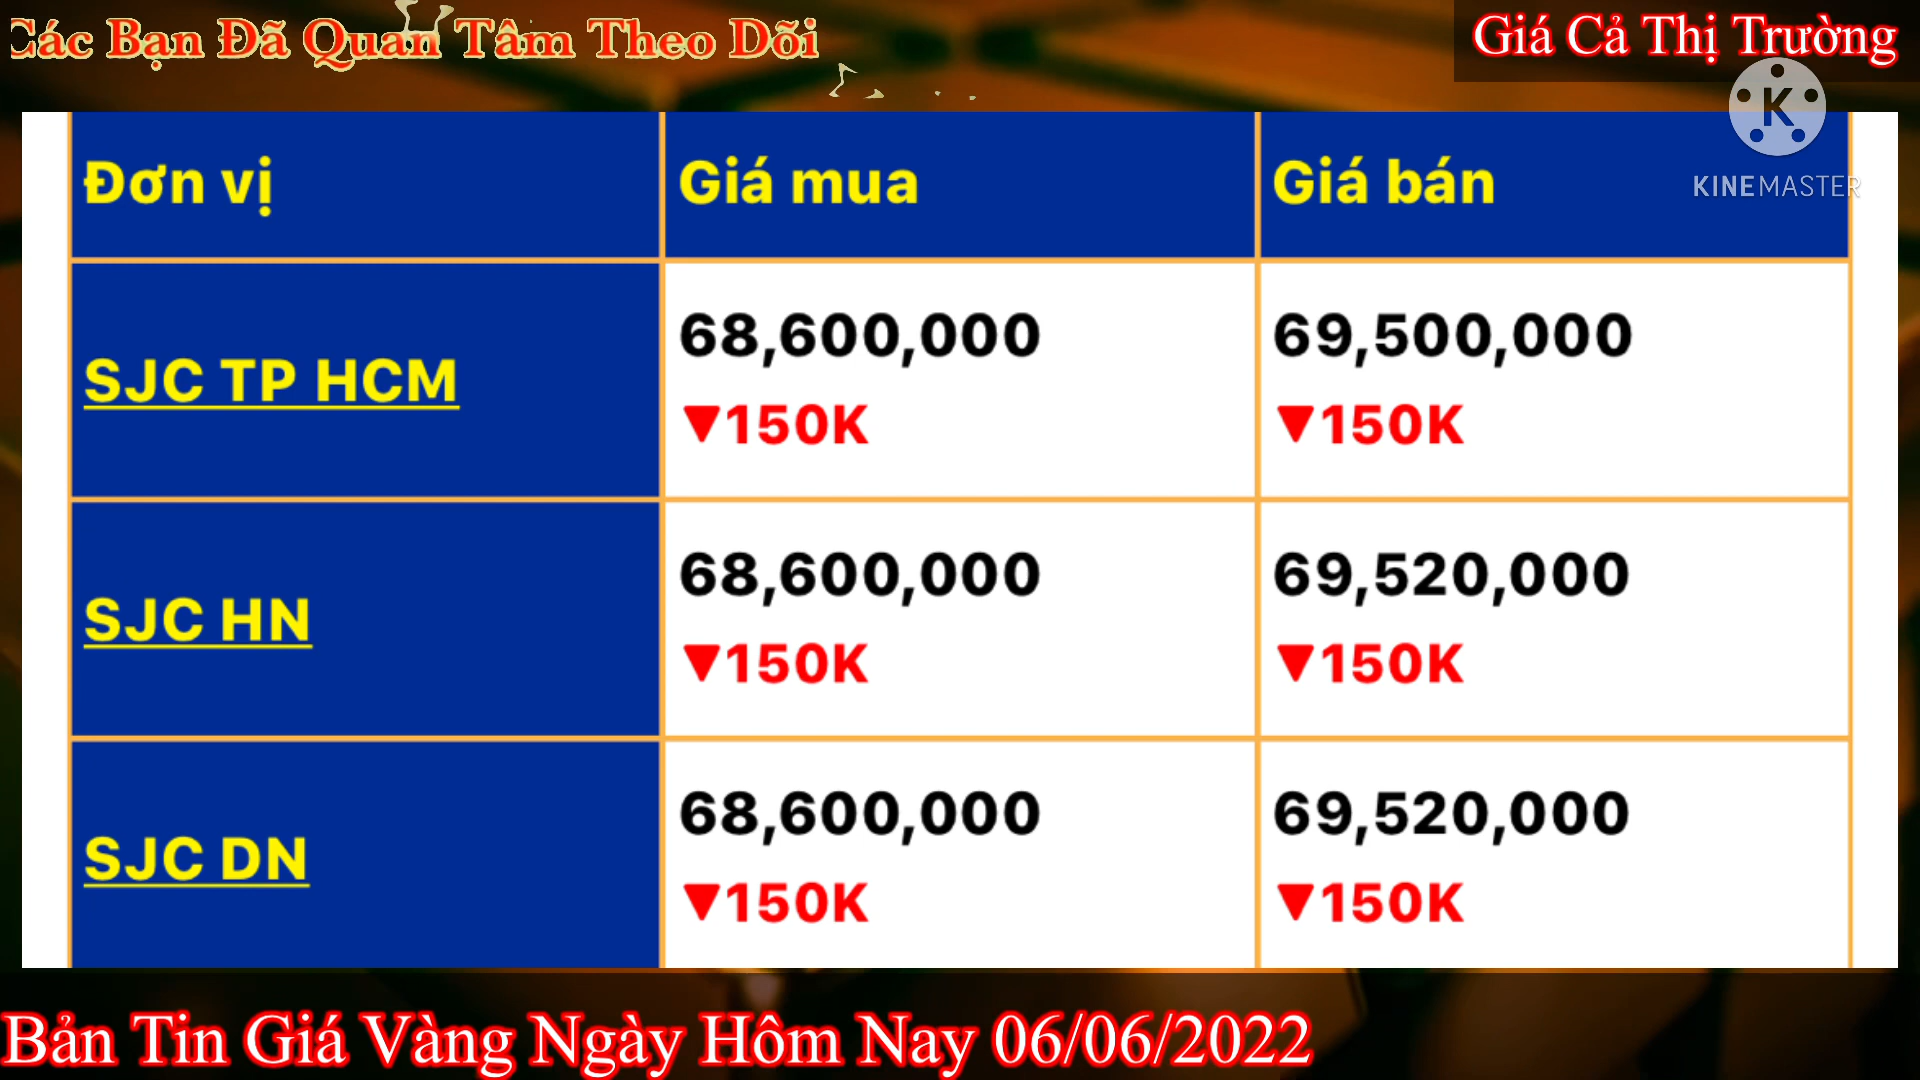 Các Bạn Đã Quan Tâm Theo Dõi
Giá Cả Thị Trường
KINEMASTER
Đơn vị Giá mua Giá bán
SJC TP HCM 68,600,000 69,500,000
▼150K ▼150K
SJC HN 68,600,000 69,520,000
▼150K ▼150K
SJC DN 68,600,000 69,520,000
▼150K ▼150K
Bản Tin Giá Vàng Ngày Hôm Nay 06/06/2022